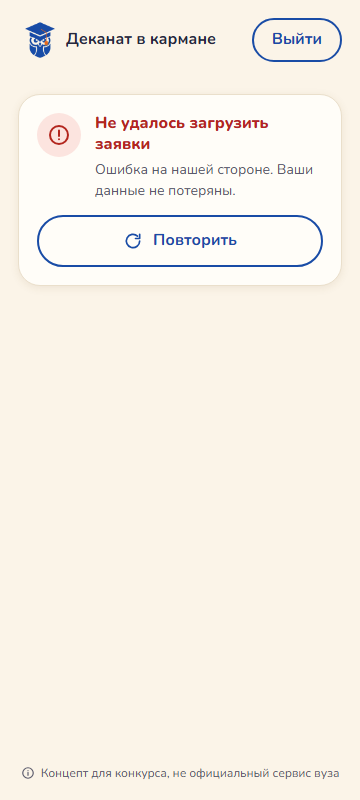 Деканат в кармане
Выйти
Не удалось загрузить
заявки
Ошибка на нашей стороне. Ваши
данные не потеряны.
Повторить
Концепт для конкурса, не официальный сервис вуза